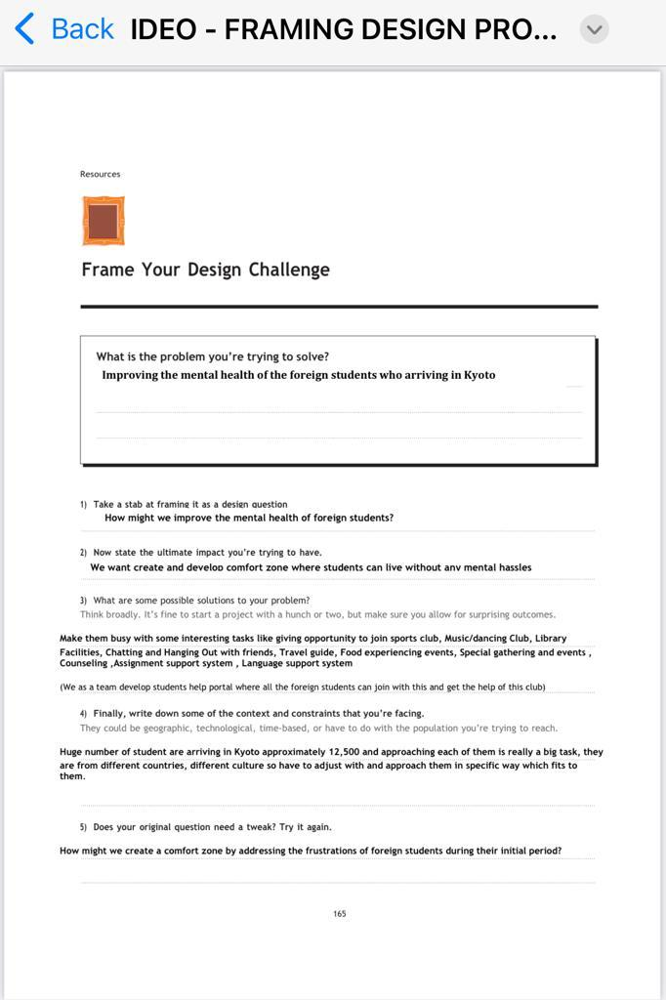 Back IDEO - FRAMING DESIGN PRO...
Resources
Frame Your Design Challenge
What is the problem you're trying to solve?
Improving the mental health of the foreign students who arriving in Kyoto
1) Take a stab at framing it as a design question
How might we improve the mental health of foreign students?
2) Now state the ultimate impact you're trying to have.
We want create and develop comfort zone where students can live without any mental hassles
3) What are some possible solutions to your problem?
Think broadly. It's fine to start a project with a hunch or two, but make sure you allow for surprising outcomes.
Make them busy with some interesting tasks like giving opportunity to join sports club, Music/dancing Club, Library
Facilities, Chatting and Hanging Out with friends, Travel guide, Food experiencing events, Special gathering and events ,
Counseling ,Assignment support system , Language support system
(We as a team develop students help portal where all the foreign students can join with this and get the help of this club)
4) Finally, write down some of the context and constraints that you're facing.
They could be geographic, technological, time-based, or have to do with the population you're trying to reach.
Huge number of student are arriving in Kyoto approximately 12,500 and approaching each of them is really a big task, they
are from different countries, different culture so have to adjust with and approach them in specific way which fits to
them.
5) Does your original question need a tweak? Try it again.
How might we create a comfort zone by addressing the frustrations of foreign students during their initial period?
165